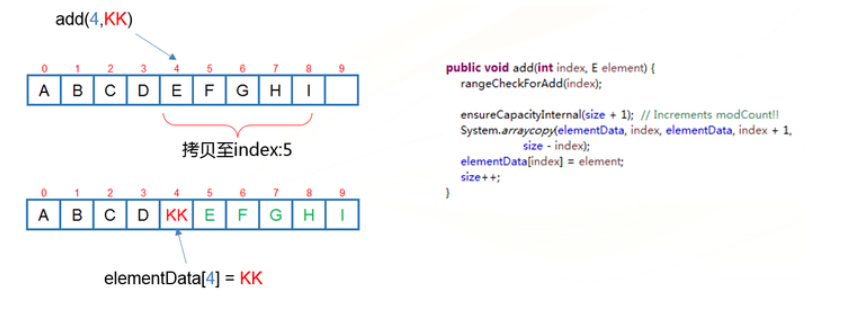 add(4,KK)
0 1 2 3 4 5 6 7 8 9
A B C D E F G H I
拷贝至index:5
0 1 2 3 4 5 6 7 8 9
A B C D KK E F G H I
elementData[4] = KK
public void add(int index, E element) {
rangeCheckForAdd(index);
ensureCapacityInternal(size + 1); // Increments modCount!!
System.arraycopy(elementData, index, elementData, index + 1,
size - index);
elementData[index] = element;
size++;
}